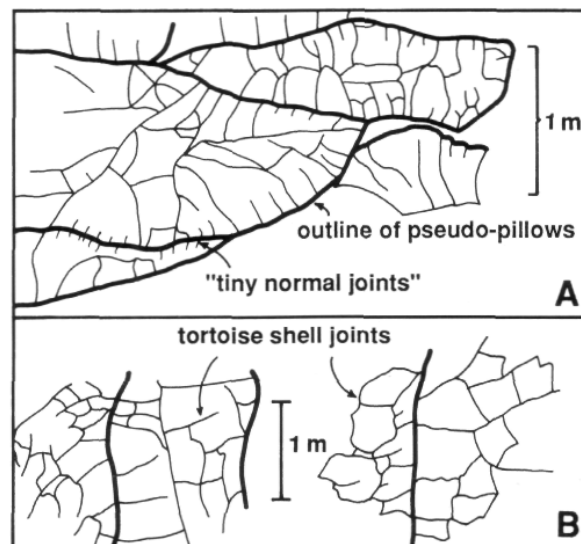 1 m
outline of pseudo-pillows
"tiny normal joints"
A
tortoise shell joints
1 m
B